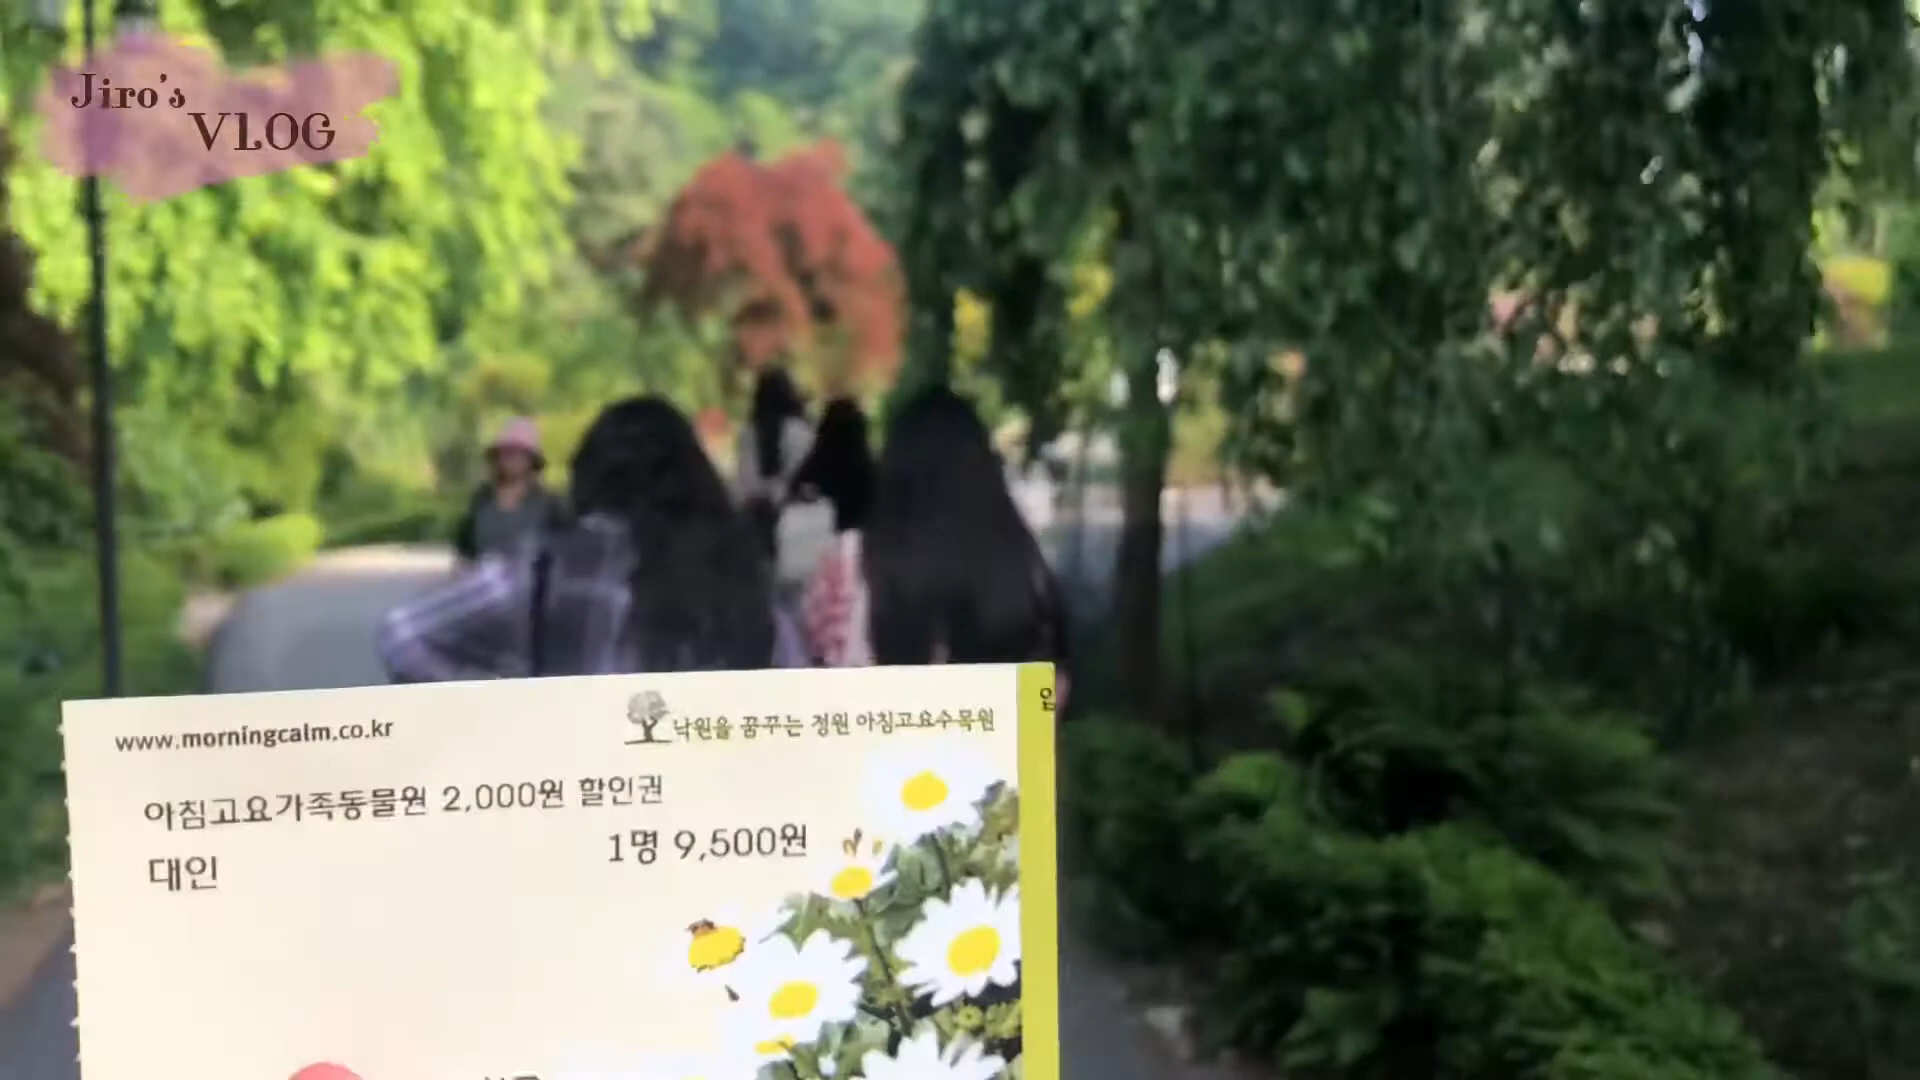 Jiro's
VLOG
www.morningcalm.co.kr
낙원을 꿈꾸는 정원 아침고요수목원
아침고요가족동물원 2,000원 할인권
1명 9,500원
대인